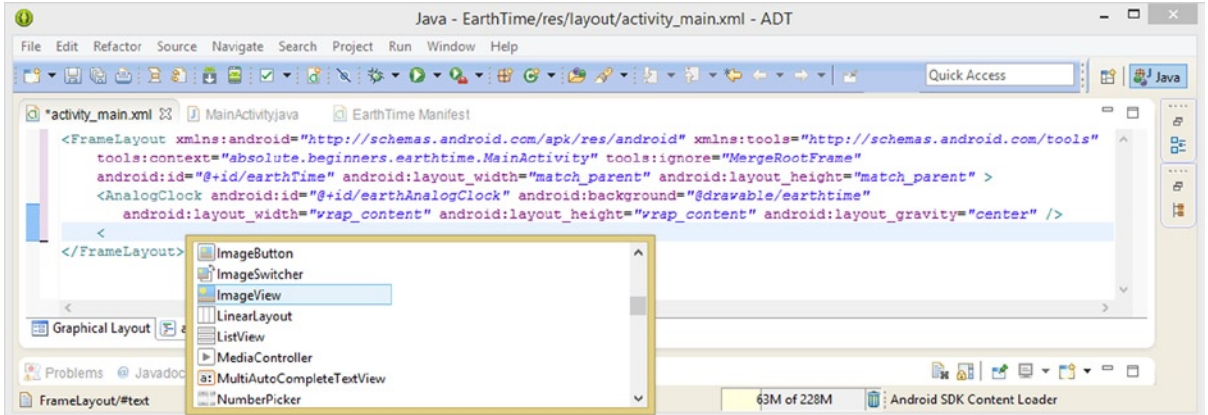 Java - EarthTime/res/layout/activity_main.xml - ADT
File Edit Refactor Source Navigate Search Project Run Window Help
Quick Access
Java
*activity_main.xml
MainActivity.java
EarthTime Manifest
<FrameLayout xmlns:android="http://schemas.android.com/apk/res/android" xmlns:tools="http://schemas.android.com/tools"
tools:context="absolute.beginners.earthtime.MainActivity" tools:ignore="MergeRootFrame"
android:id="@+id/earthTime" android:layout_width="match_parent" android:layout_height="match_parent" >
<AnalogClock android:id="@+id/earthAnalogClock" android:background="@drawable/earthtime"
android:layout_width="wrap_content" android:layout_height="wrap_content" android:layout_gravity="center" />
<
</FrameLayout>
ImageButton
ImageSwitcher
ImageView
LinearLayout
ListView
MediaController
MultiAutoCompleteTextView
NumberPicker
Graphical Layout
Problems @ Javadoc
FrameLayout/#text
63M of 228M
Android SDK Content Loader